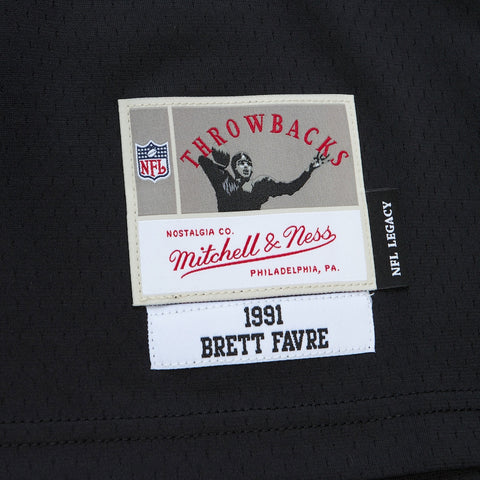 THROWBACKS
NFL
NOSTALGIA CO.
Mitchell & Ness
PHILADELPHIA, PA.
NFL LEGACY
1991
BRETT FAVRE